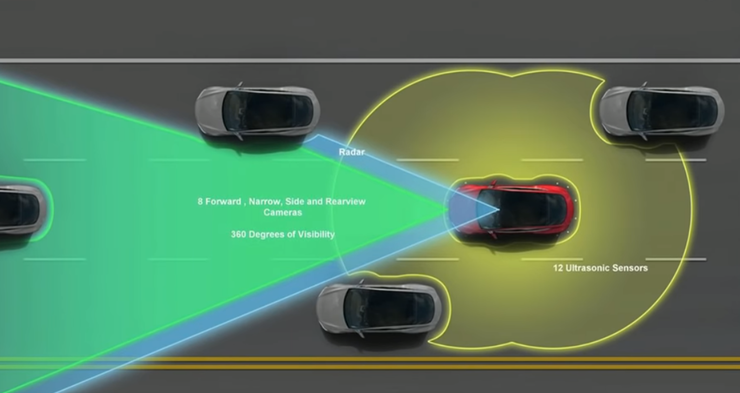 Radar
8 Forward , Narrow, Side and Rearview
Cameras
360 Degrees of Visibility
12 Ultrasonic Sensors